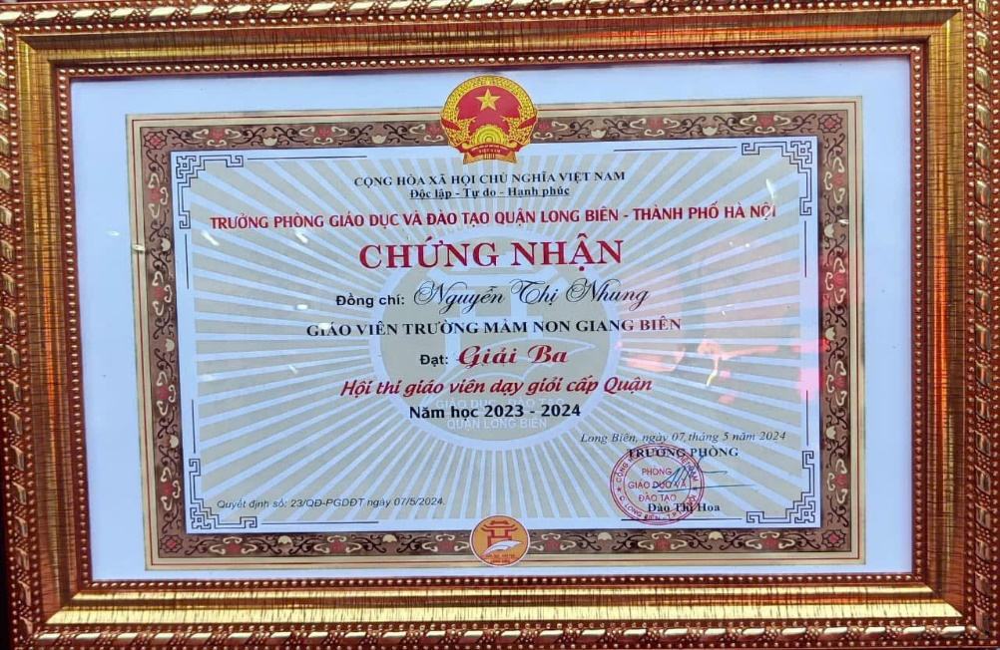 CỘNG HÒA XÃ HỘI CHỦ NGHĨA VIỆT NAM
Độc lập - Tự do - Hạnh phúc
TRƯỞNG PHÒNG GIÁO DỤC VÀ ĐÀO TẠO QUẬN LONG BIÊN - THÀNH PHỐ HÀ NỘI
CHỨNG NHẬN
Đồng chí: Nguyễn Thị Nhung
GIÁO VIÊN TRƯỜNG MẦM NON GIANG BIÊN
Đạt: Giải Ba
Hội thi giáo viên dạy giỏi cấp Quận
GIÁO DỤC - ĐÀO TẠO
Năm học 2023 - 2024
QUẬN LONG BIÊN
Long Biên, ngày 07 tháng 5 năm 2024
TRƯỞNG PHÒNG
PHÒNG
GIÁO DỤC VÀ
ĐÀO TẠO
Q. LONG BIÊN
Đào Thị Hoa
Quyết định số: 23/QĐ-PGDĐT ngày 07/5/2024.